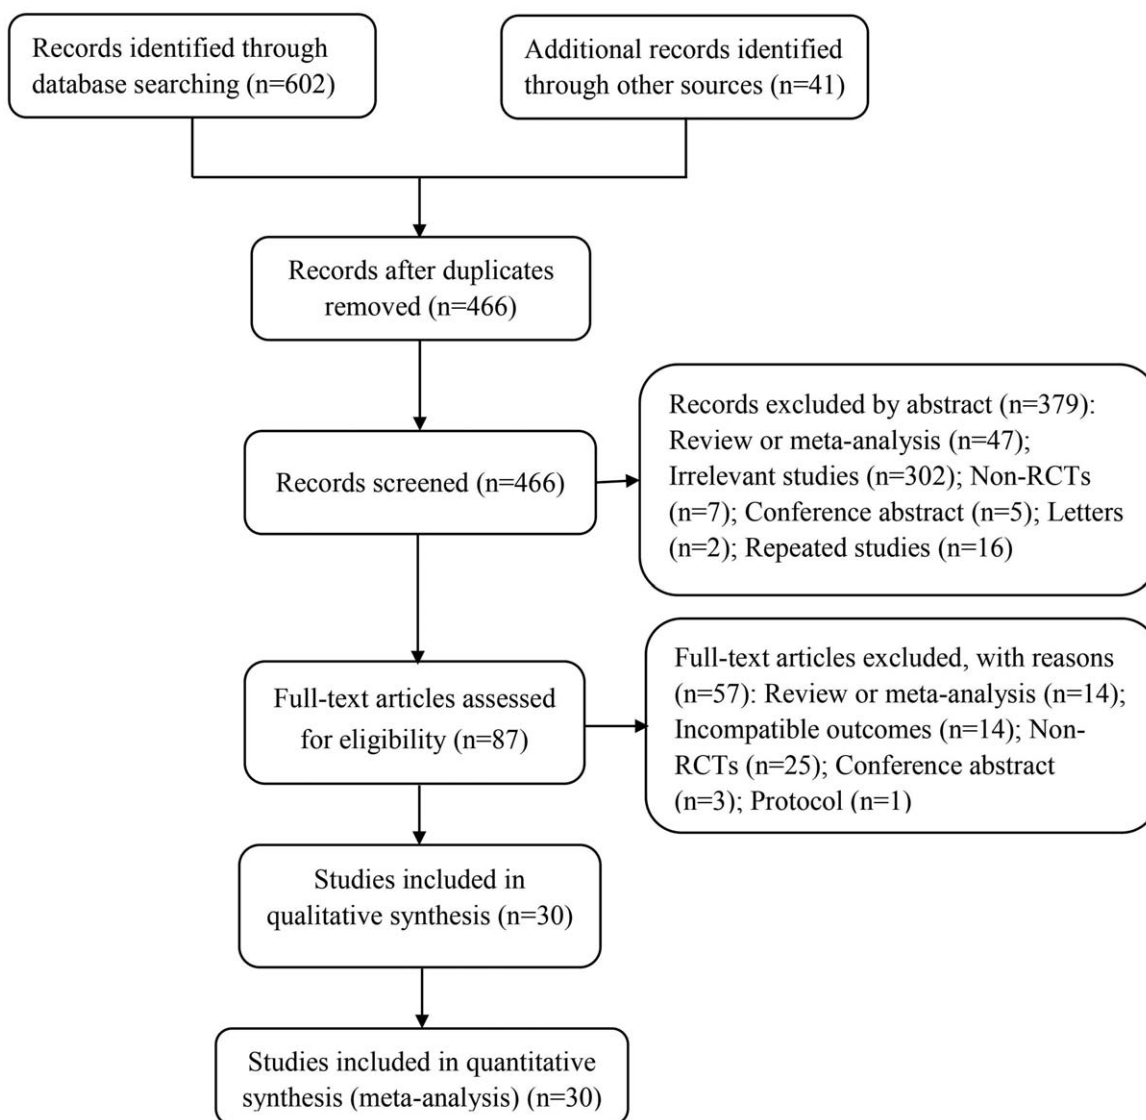 Records identified through
database searching (n=602)
Additional records identified
through other sources (n=41)
Records after duplicates
removed (n=466)
Records screened (n=466)
Records excluded by abstract (n=379):
Review or meta-analysis (n=47);
Irrelevant studies (n=302); Non-RCTs
(n=7); Conference abstract (n=5); Letters
(n=2); Repeated studies (n=16)
Full-text articles assessed
for eligibility (n=87)
Full-text articles excluded, with reasons
(n=57): Review or meta-analysis (n=14);
Incompatible outcomes (n=14); Non-
RCTs (n=25); Conference abstract
(n=3); Protocol (n=1)
Studies included in
qualitative synthesis (n=30)
Studies included in quantitative
synthesis (meta-analysis) (n=30)